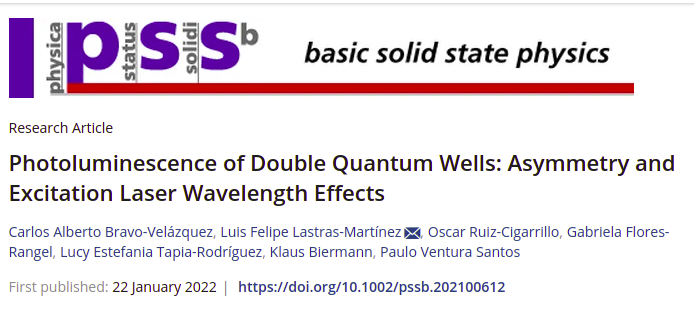 physica
status
solidi
pssb
basic solid state physics
Research Article
Photoluminescence of Double Quantum Wells: Asymmetry and
Excitation Laser Wavelength Effects
Carlos Alberto Bravo-Velázquez, Luis Felipe Lastras-Martínez, Oscar Ruiz-Cigarrillo, Gabriela Flores-
Rangel, Lucy Estefania Tapia-Rodríguez, Klaus Biermann, Paulo Ventura Santos
First published: 22 January 2022 | https://doi.org/10.1002/pssb.202100612